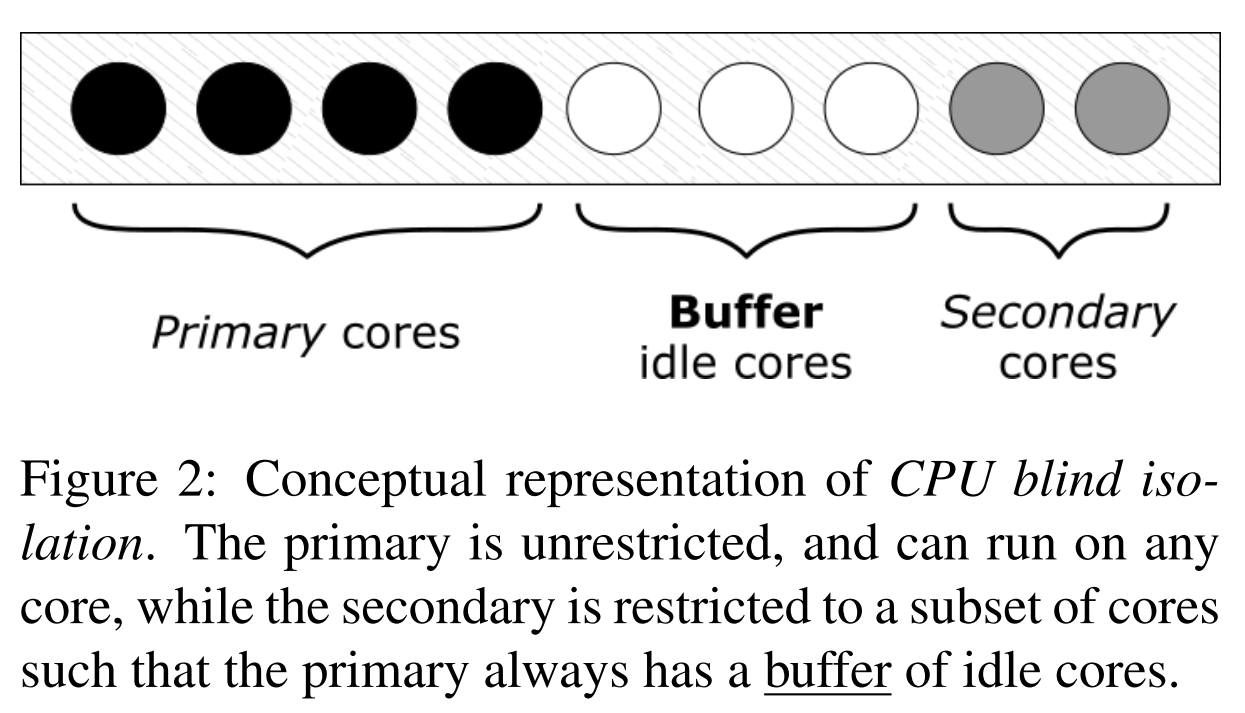 Primary cores
Buffer
idle cores
Secondary
cores
Figure 2: Conceptual representation of CPU blind iso-
lation. The primary is unrestricted, and can run on any
core, while the secondary is restricted to a subset of cores
such that the primary always has a buffer of idle cores.